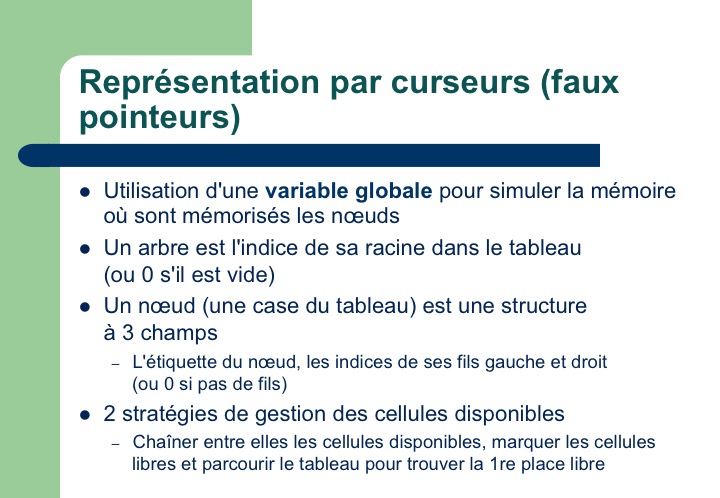 Représentation par curseurs (faux
pointeurs)
● Utilisation d'une variable globale pour simuler la mémoire
où sont mémorisés les nœuds
● Un arbre est l'indice de sa racine dans le tableau
(ou 0 s'il est vide)
● Un nœud (une case du tableau) est une structure
à 3 champs
– L'étiquette du nœud, les indices de ses fils gauche et droit
(ou 0 si pas de fils)
● 2 stratégies de gestion des cellules disponibles
– Chaîner entre elles les cellules disponibles, marquer les cellules
libres et parcourir le tableau pour trouver la 1re place libre